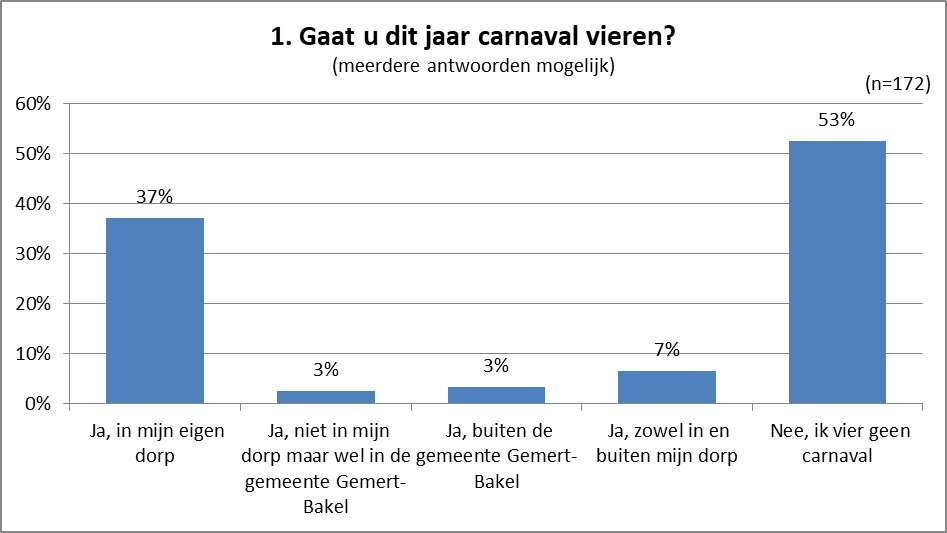 1. Gaat u dit jaar carnaval vieren?
(meerdere antwoorden mogelijk)
(n=172)
60%
50%
40%
30%
20%
10%
0%
37%
3%
3%
7%
53%
Ja, in mijn eigen
dorp
Ja, niet in mijn
dorp maar wel in de
gemeente Gemert-
Bakel
Ja, buiten de
gemeente Gemert-
Bakel
Ja, zowel in en
buiten mijn dorp
Nee, ik vier geen
carnaval